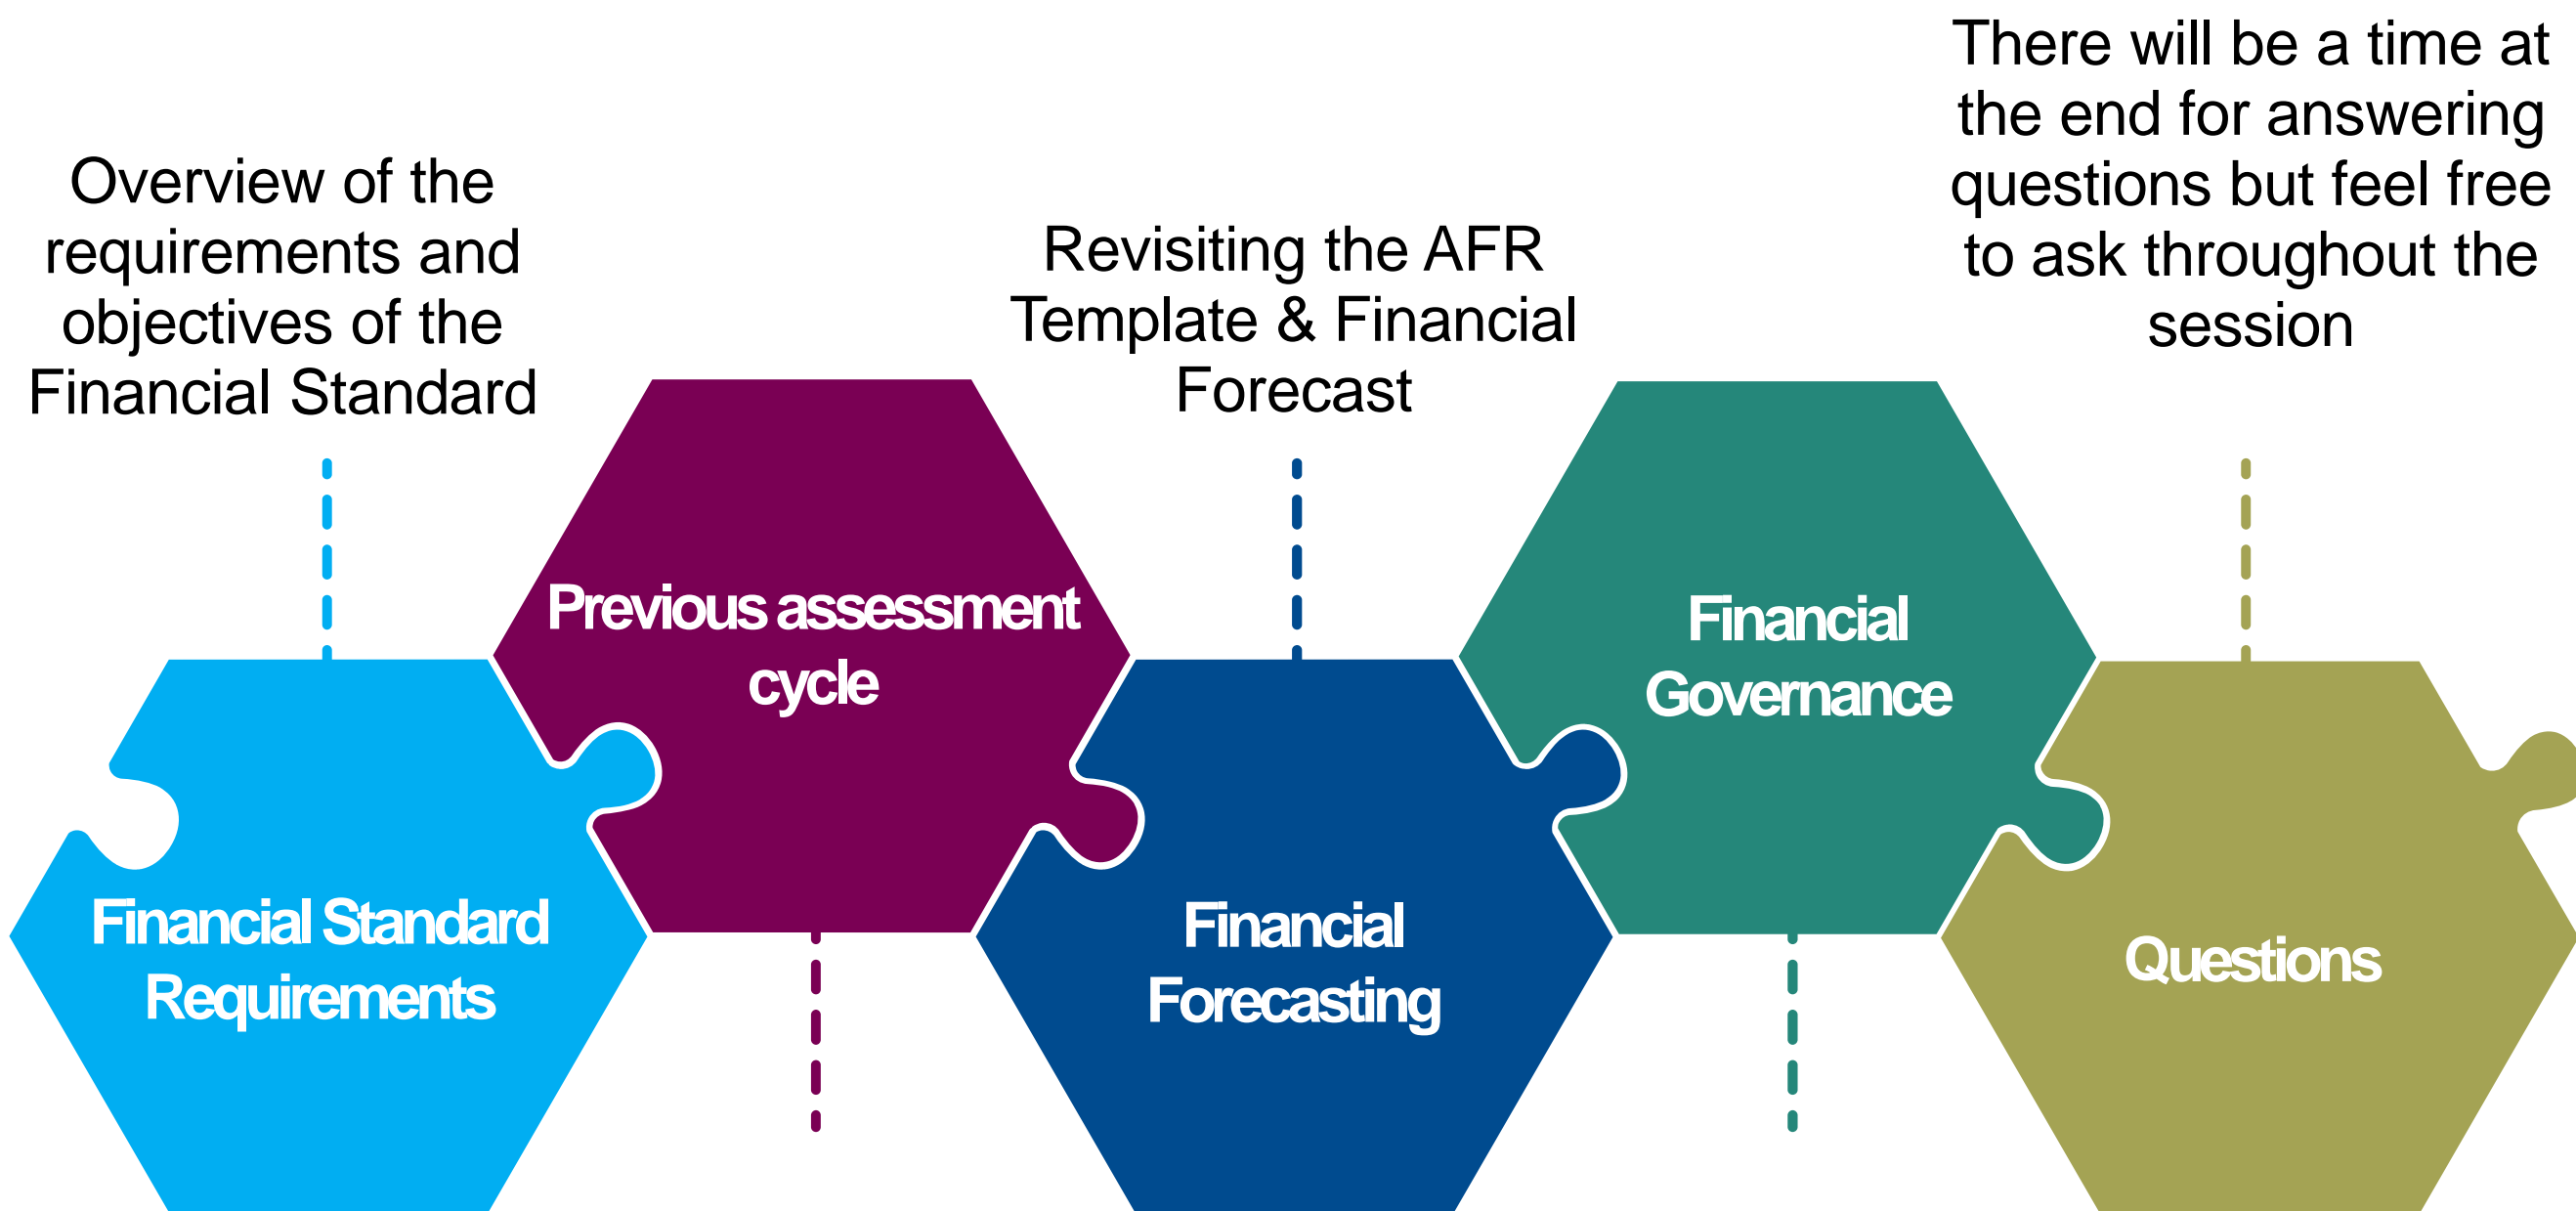 Overview of the
requirements and
objectives of the
Financial Standard
Financial Standard
Requirements
Previous assessment
cycle
Revisiting the AFR
Template & Financial
Forecast
Financial
Forecasting
Financial
Governance
There will be a time at
the end for answering
questions but feel free
to ask throughout the
session
Questions